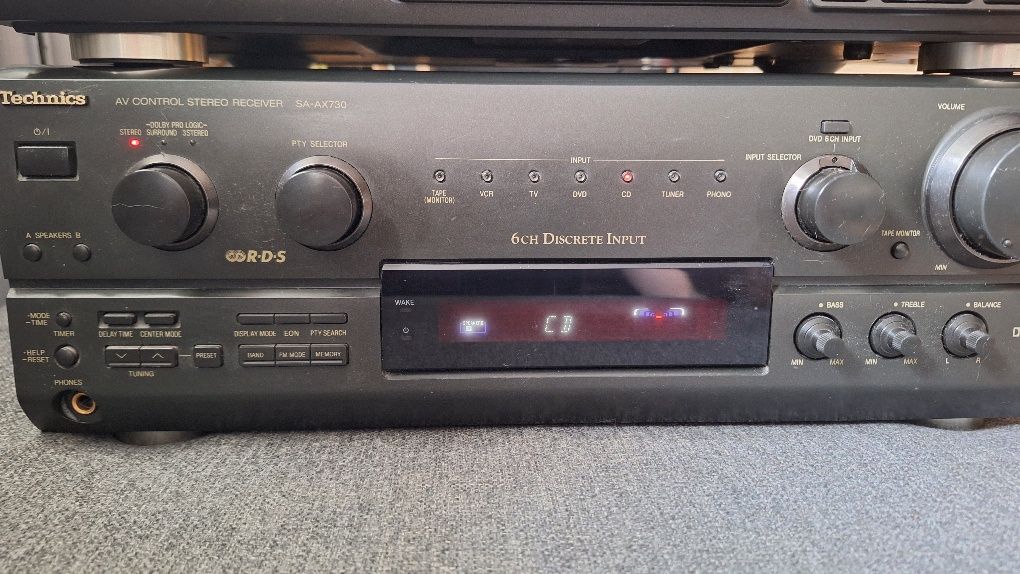 Technics
AV CONTROL STEREO RECEIVER SA-AX730
VOLUME
⏻/I
-DOLBY PRO LOGIC-
STEREO SURROUND 3STEREO
PTY SELECTOR
INPUT
DVD 6CH INPUT
INPUT SELECTOR
TAPE (MONITOR)
VCR
TV
DVD
CD
TUNER
PHONO
A SPEAKERS B
R·D·S
6CH DISCRETE INPUT
TAPE MONITOR
MIN
WAKE
⏻
SPEAKERS
CD
-MODE
-TIME
TIMER
-HELP
-RESET
PHONES
DELAY TIME
CENTER MODE
TUNING
PRESET
DISPLAY MODE
EON
PTY SEARCH
BAND
FM MODE
MEMORY
BASS
MIN MAX
TREBLE
MIN MAX
BALANCE
L R
D